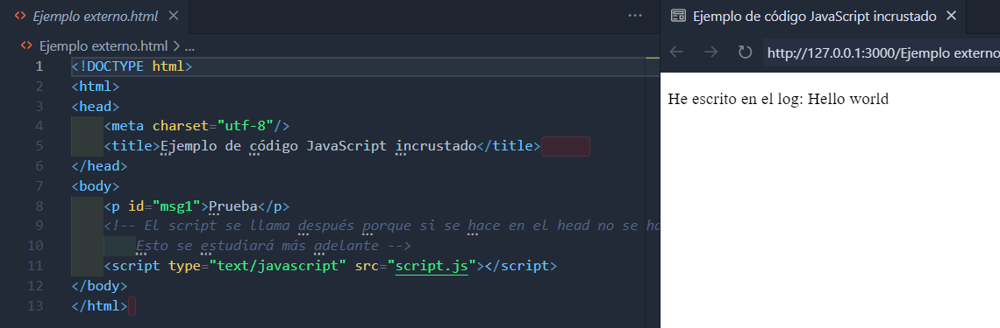 Ejemplo externo.html
Ejemplo externo.html > ...
1 <!DOCTYPE html>
2 <html>
3 <head>
4 <meta charset="utf-8"/>
5 <title>Ejemplo de código JavaScript incrustado</title>
6 </head>
7 <body>
8 <p id="msg1">Prueba</p>
9 <!-- El script se llama después porque si se hace en el head no se ha
10 Esto se estudiará más adelante -->
11 <script type="text/javascript" src="script.js"></script>
12 </body>
13 </html>
Ejemplo de código JavaScript incrustado
http://127.0.0.1:3000/Ejemplo externo
He escrito en el log: Hello world